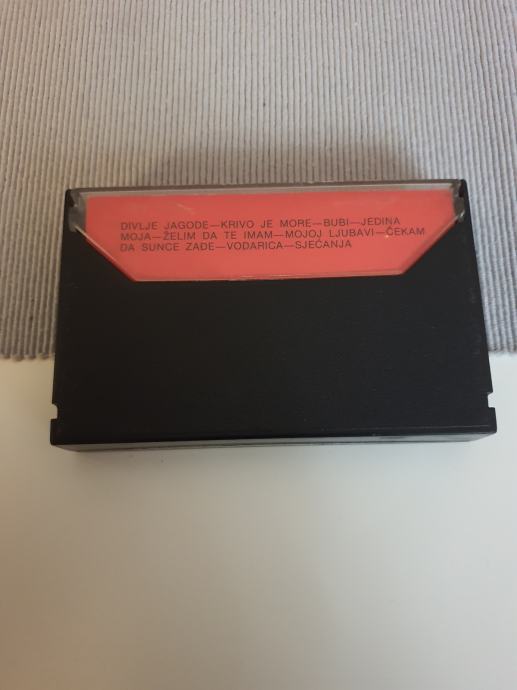 DIVLJE JAGODE—KRIVO JE MORE—BUBI—JEDINA
MOJA—ŽELIM DA TE IMAM—MOJOJ LJUBAVI—ČEKAM
DA SUNCE ZAĐE—VODARICA—SJEĆANJA